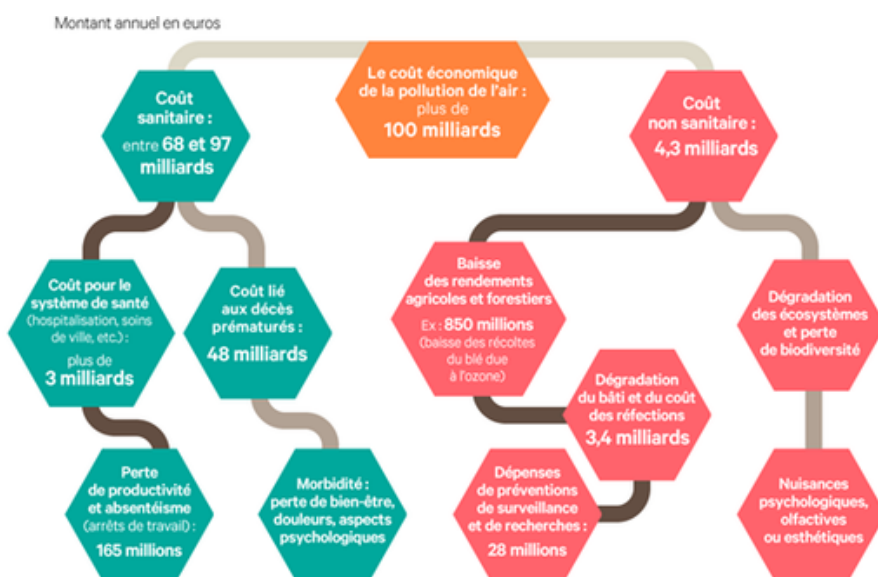 Montant annuel en euros
Le coût économique
de la pollution de l'air :
plus de
100 milliards
Coût
sanitaire :
entre 68 et 97
milliards
Coût
non sanitaire :
4,3 milliards
Coût pour le
système de santé
(hospitalisation, soins
de ville, etc.) :
plus de
3 milliards
Coût lié
aux décès
prématurés :
48 milliards
Baisse
des rendements
agricoles et forestiers
Ex : 850 millions
(baisse des récoltes
du blé due
à l'ozone)
Dégradation
des écosystèmes
et perte
de biodiversité
Dégradation
du bâti et du coût
des réfections
3,4 milliards
Perte
de productivité
et absentéisme
(arrêts de travail) :
165 millions
Morbidité :
perte de bien-être,
douleurs, aspects
psychologiques
Dépenses
de préventions
de surveillance
et de recherches :
28 millions
Nuisances
psychologiques,
olfactives
ou esthétiques